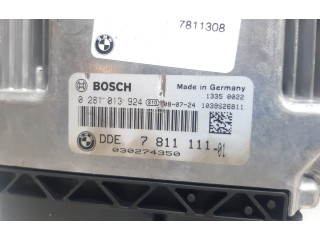 7811308
BOSCH
Made in Germany
1335 0022
0 281 013 924 08-07-24 1039S26811
DDE 7 811 111-01
030274350